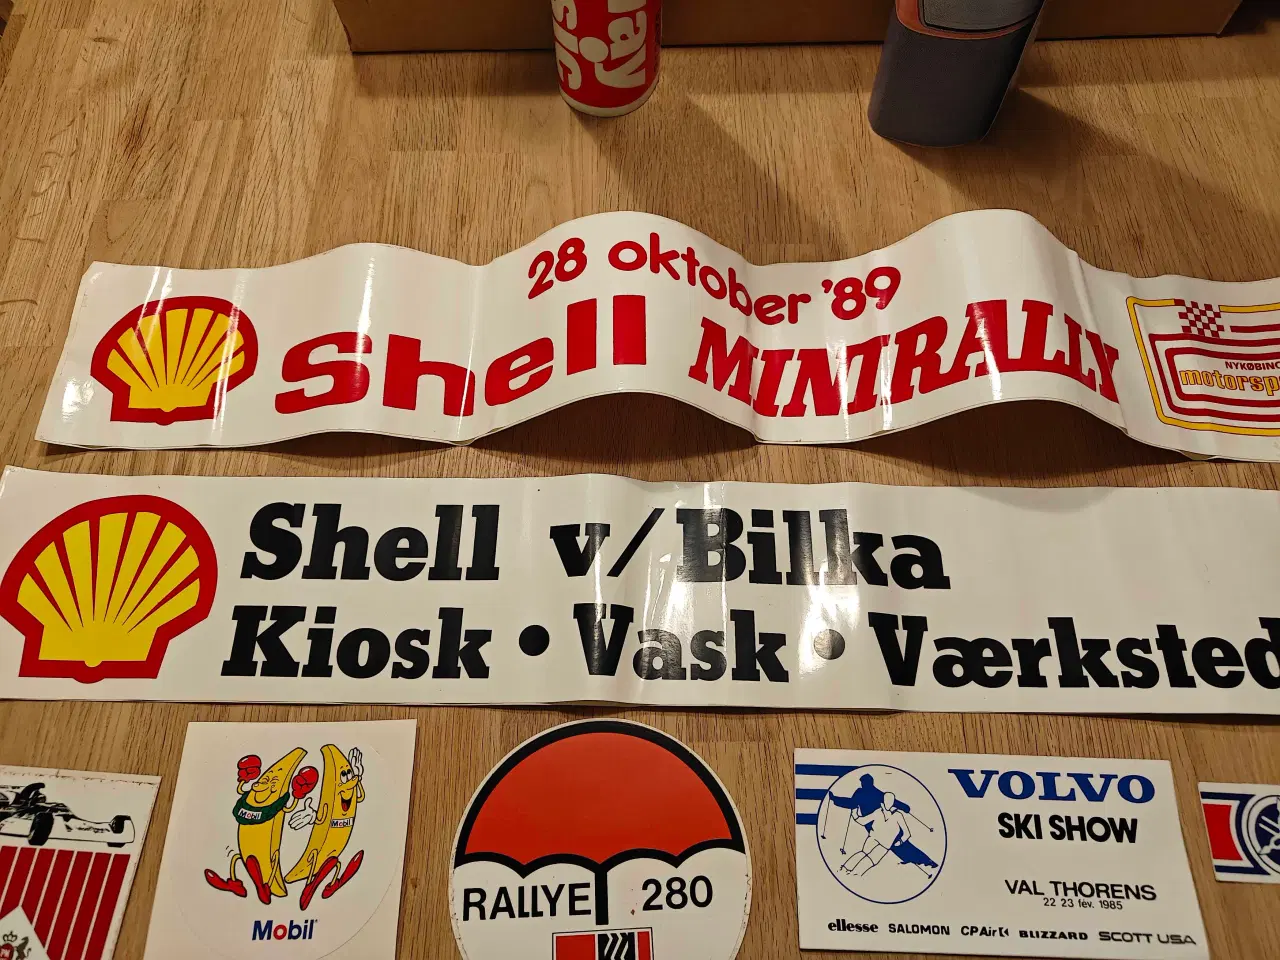 28 oktober '89
Shell MINIRALLY
NYKØBING
motorsp
Shell v/Bilka
Kiosk • Vask • Værksted
Mobil
Mobil
Mobil
RALLYE 280
VOLVO
SKI SHOW
VAL THORENS
22 23 fév. 1985
ellesse SALOMON CPAir BLIZZARD SCOTT USA